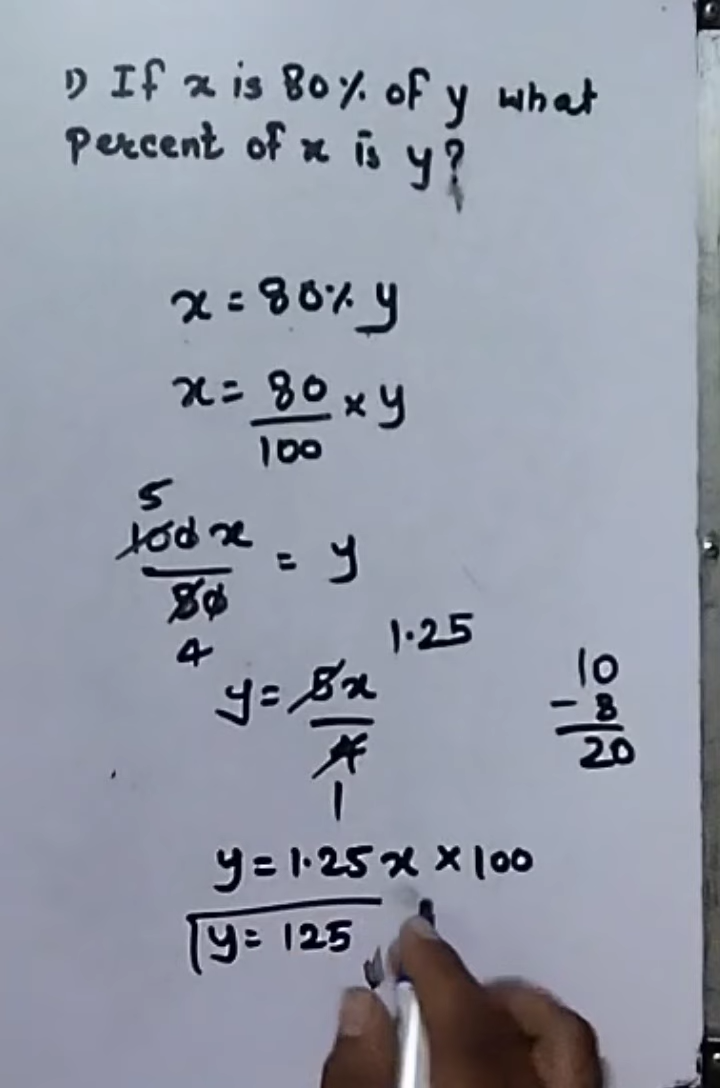 1) If x is 80% of y what
percent of x is y?
x = 80% y
x = 80/100 × y
5
100x/80 = y
4
1.25
y = 5x/4
1
10
- 8
20
y = 1.25x × 100
y = 125